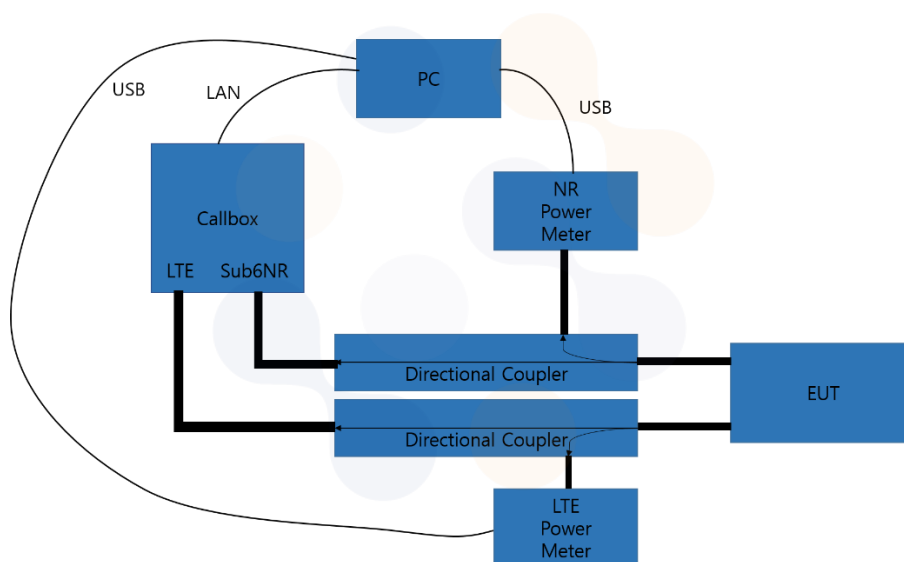 PC
USB
LAN
USB
NR
Power
Meter
Callbox
LTE
Sub6NR
Directional Coupler
EUT
Directional Coupler
LTE
Power
Meter